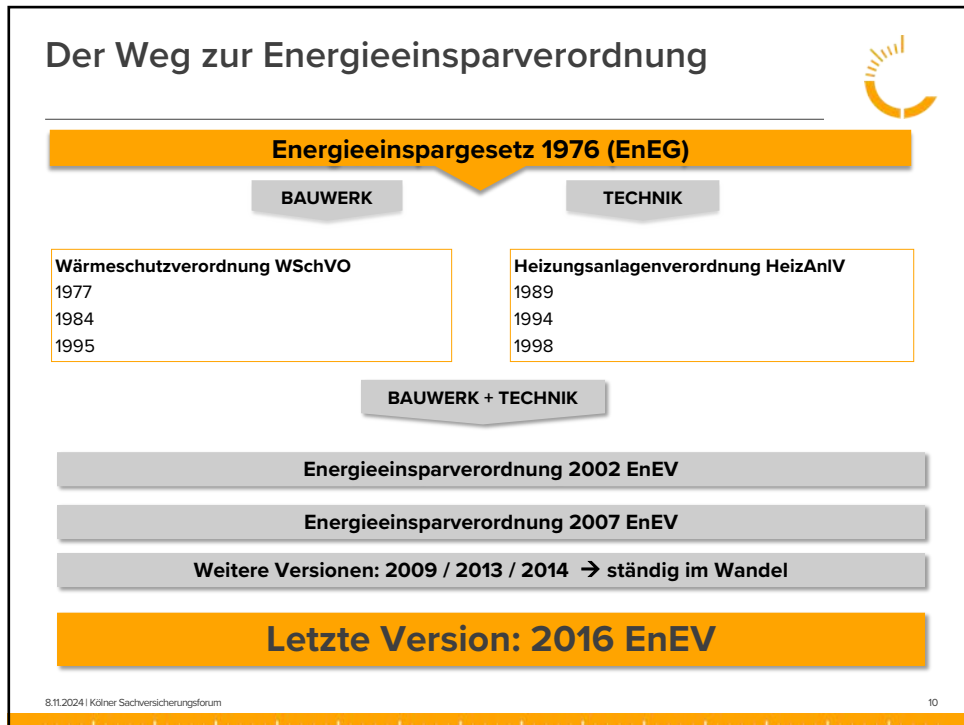 Der Weg zur Energieeinsparverordnung
Energieeinspargesetz 1976 (EnEG)
BAUWERK
TECHNIK
Wärmeschutzverordnung WSchVO
1977
1984
1995
Heizungsanlagenverordnung HeizAnlV
1989
1994
1998
BAUWERK + TECHNIK
Energieeinsparverordnung 2002 EnEV
Energieeinsparverordnung 2007 EnEV
Weitere Versionen: 2009 / 2013 / 2014 → ständig im Wandel
Letzte Version: 2016 EnEV
8.11.2024 | Kölner Sachversicherungsforum
10